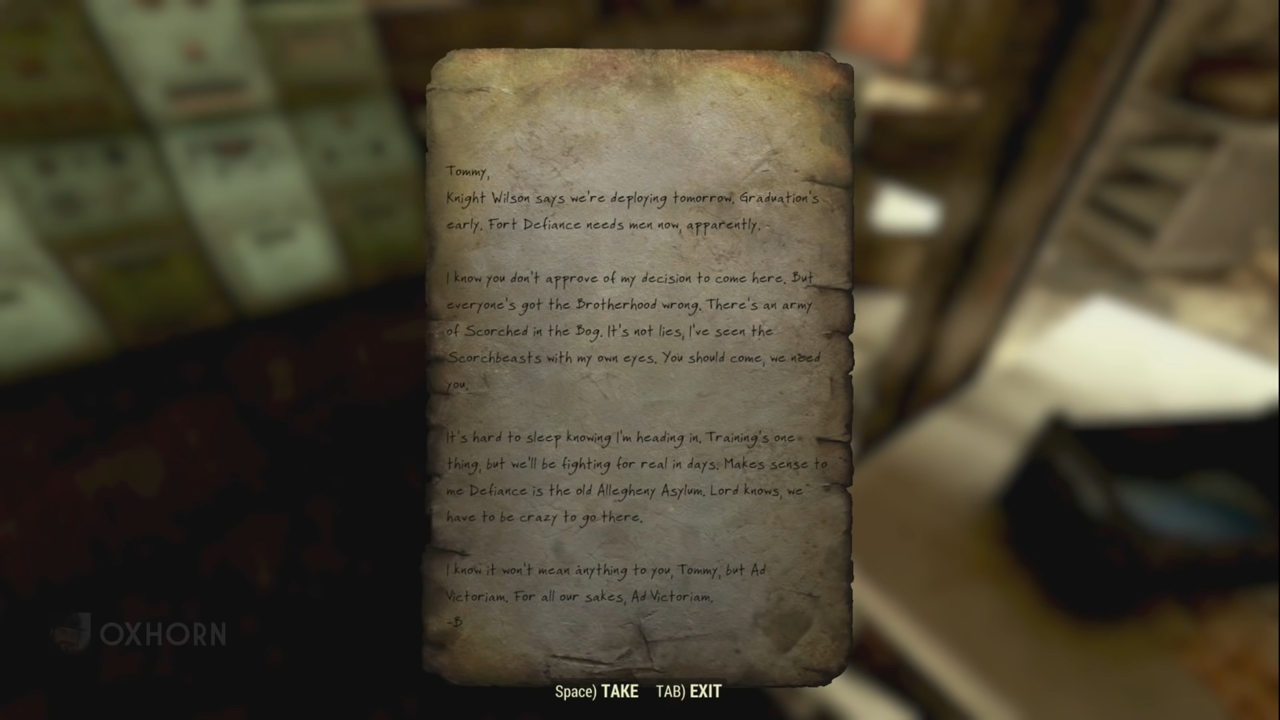 Tommy,
Knight Wilson says we're deploying tomorrow. Graduation's
early. Fort Defiance needs men now, apparently.
I know you don't approve of my decision to come here. But
everyone's got the Brotherhood wrong. There's an army
of Scorched in the Bog. It's not lies, I've seen the
Scorchbeasts with my own eyes. You should come, we need
you.
It's hard to sleep knowing I'm heading in. Training's one
thing, but we'll be fighting for real in days. Makes sense to
me Defiance is the old Allegheny Asylum. Lord knows, we
have to be crazy to go there.
I know it won't mean anything to you, Tommy, but Ad
Victoriam. For all our sakes, Ad Victoriam.
-B
OXHORN
Space) TAKE TAB) EXIT